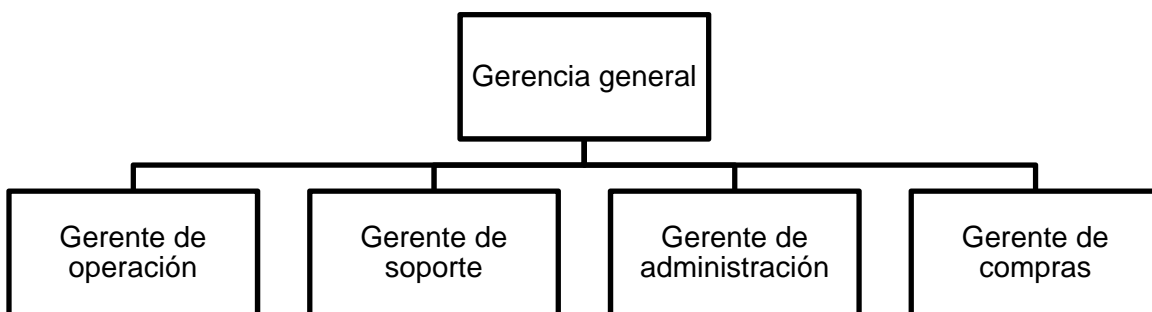 Gerencia general
Gerente de
operación
Gerente de
soporte
Gerente de
administración
Gerente de
compras